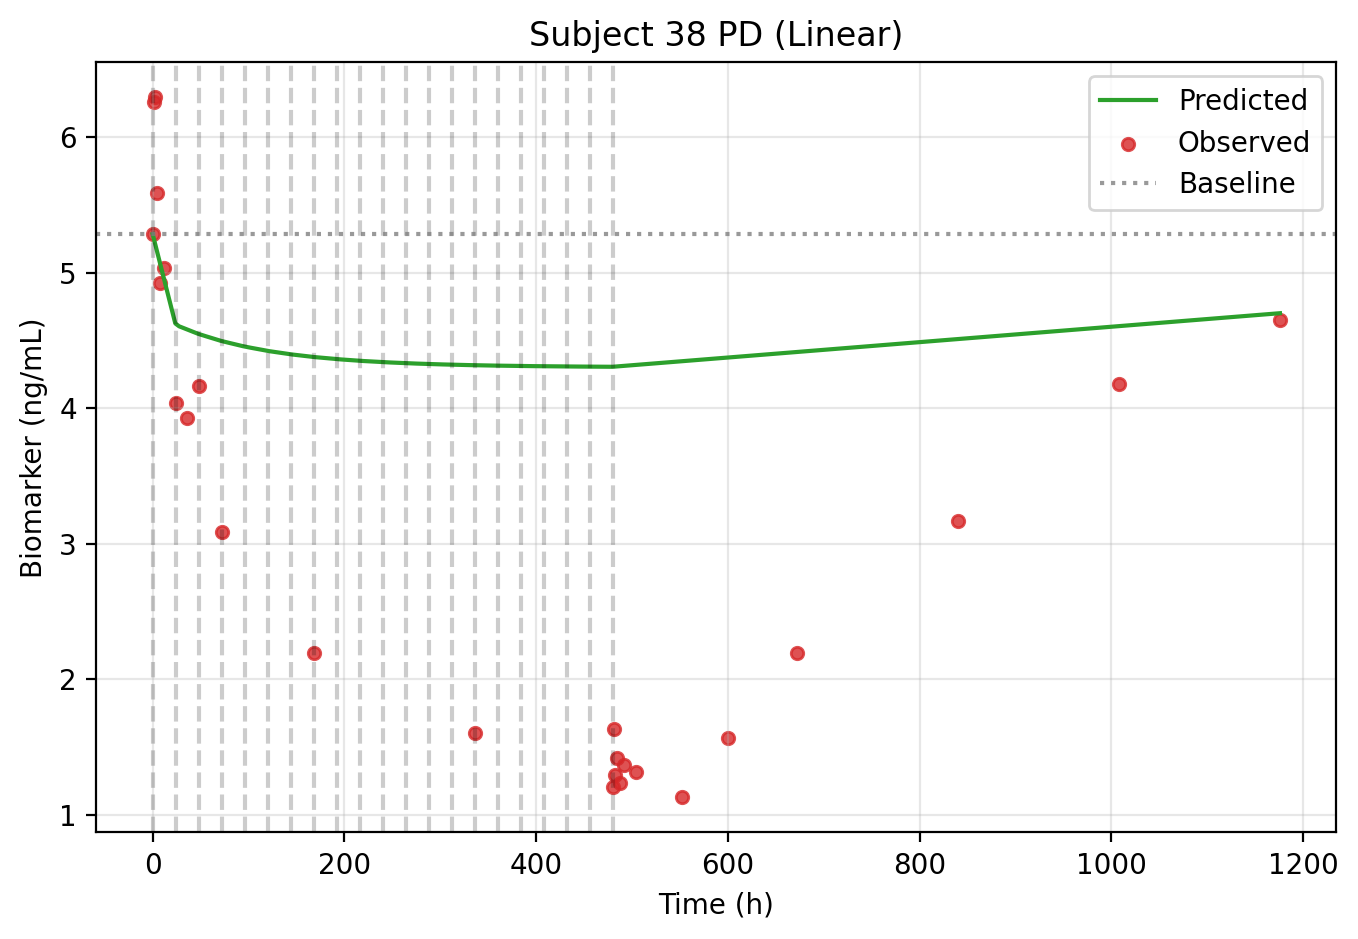 Subject 38 PD (Linear)
Predicted
Observed
Baseline
Biomarker (ng/mL)
6
5
4
3
2
1
0 200 400 600 800 1000 1200
Time (h)